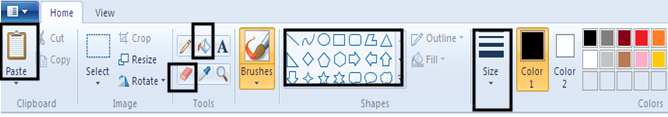 Home View
Paste
Cut
Copy
Clipboard
Select
Crop
Resize
Rotate
Image
A
Tools
Brushes
Shapes
Outline
Fill
Size
Color
1
Color
2
Colors